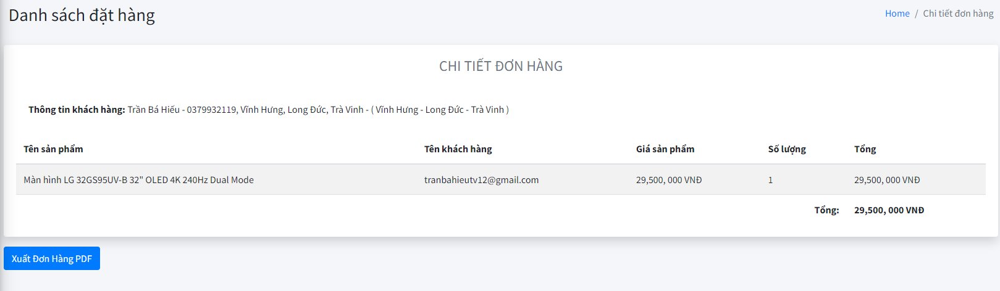 Danh sách đặt hàng
Home / Chi tiết đơn hàng
CHI TIẾT ĐƠN HÀNG
Thông tin khách hàng: Trần Bá Hiếu - 0379932119, Vĩnh Hưng, Long Đức, Trà Vinh - ( Vĩnh Hưng - Long Đức - Trà Vinh )
Tên sản phẩm Tên khách hàng Giá sản phẩm Số lượng Tổng
Màn hình LG 32GS95UV-B 32" OLED 4K 240Hz Dual Mode tranbahieutv12@gmail.com 29,500, 000 VNĐ 1 29,500, 000 VNĐ
Tổng: 29,500, 000 VNĐ
Xuất Đơn Hàng PDF